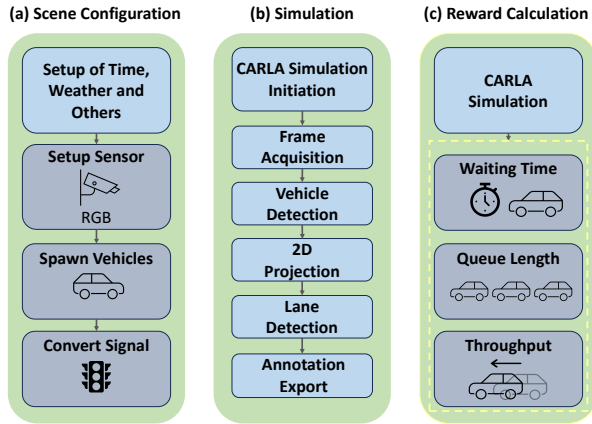 (a) Scene Configuration
Setup of Time,
Weather and
Others
Setup Sensor
RGB
Spawn Vehicles
Convert Signal
(b) Simulation
CARLA Simulation
Initiation
Frame
Acquisition
Vehicle
Detection
2D
Projection
Lane
Detection
Annotation
Export
(c) Reward Calculation
CARLA
Simulation
Waiting Time
Queue Length
Throughput